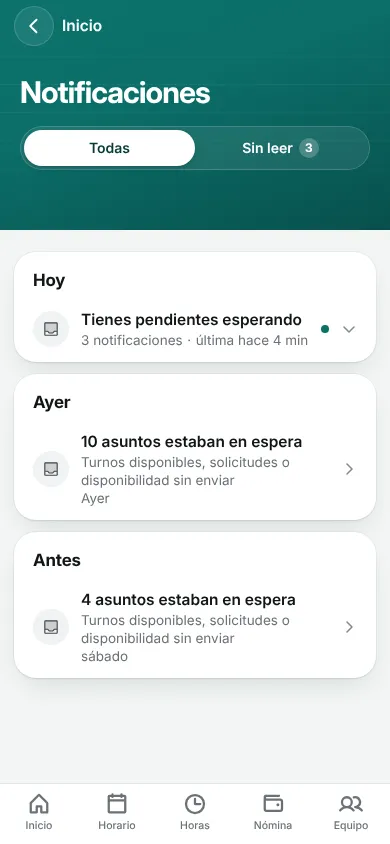 Inicio
Notificaciones
Todas
Sin leer 3
Hoy
Tienes pendientes esperando
3 notificaciones · última hace 4 min
Ayer
10 asuntos estaban en espera
Turnos disponibles, solicitudes o
disponibilidad sin enviar
Ayer
Antes
4 asuntos estaban en espera
Turnos disponibles, solicitudes o
disponibilidad sin enviar
sábado
Inicio
Horario
Horas
Nómina
Equipo